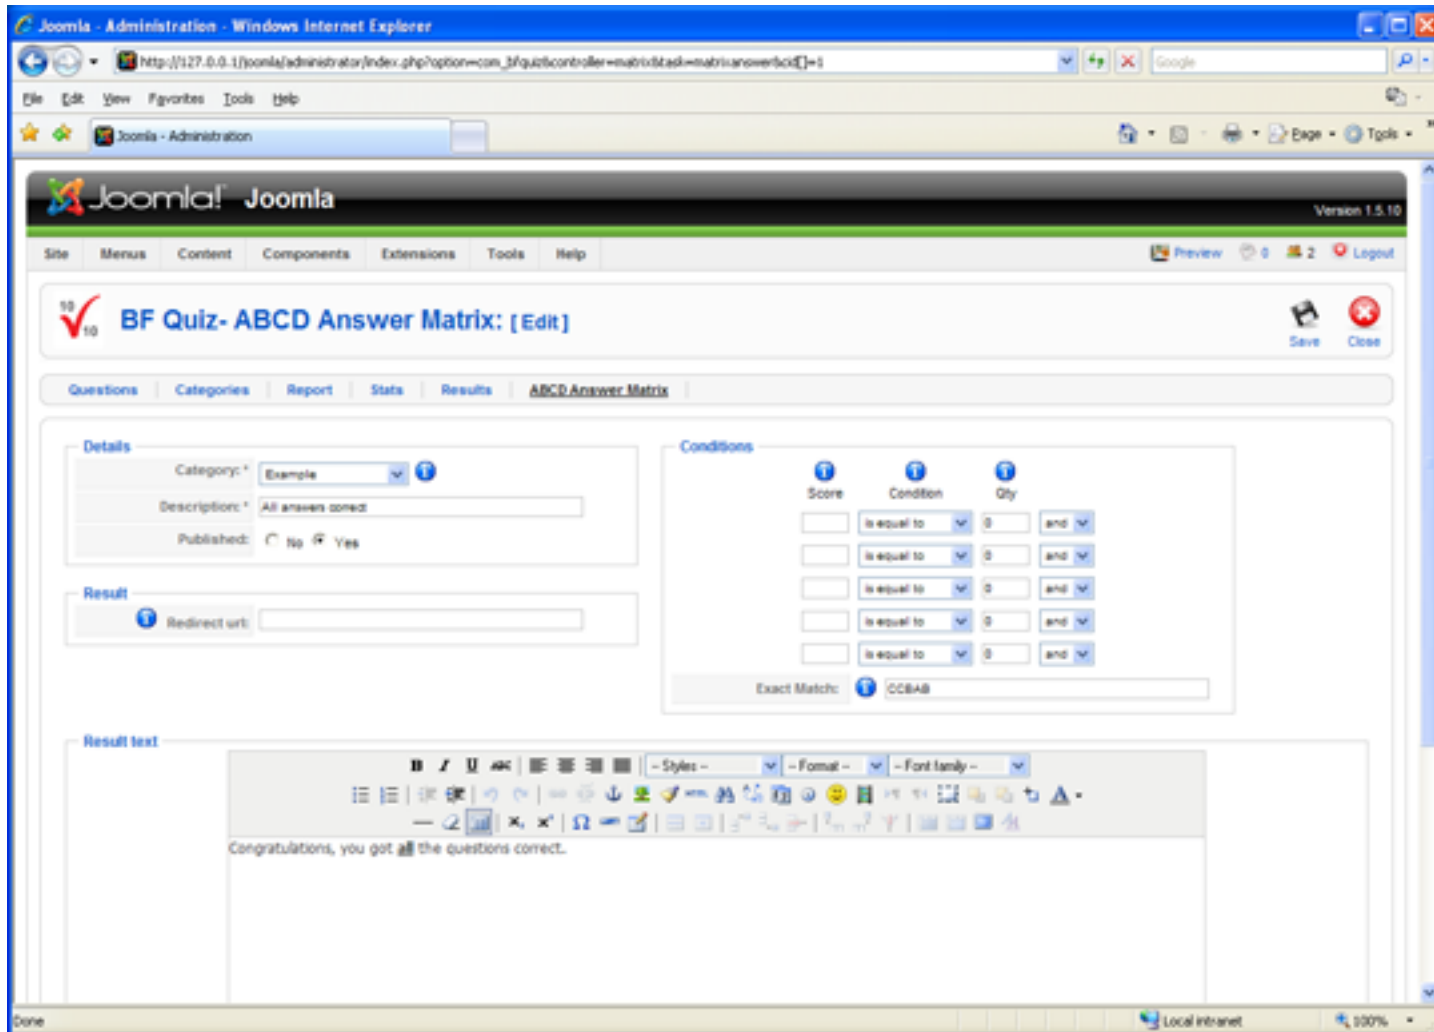 Joomla - Administration - Windows Internet Explorer
http://127.0.0.1/joomla/administrator/index.php?option=com_bfquiz&controller=matrix&task=matrixanswer&cid[]=1
Google
File Edit View Favorites Tools Help
Joomla - Administration
Page Tools
Joomla! Joomla
Version 1.5.10
Site Menus Content Components Extensions Tools Help
Preview 0 2 Logout
10 10 BF Quiz- ABCD Answer Matrix: [Edit]
Save Close
Questions Categories Report Stats Results ABCD Answer Matrix
Details
Category: * Example
Description: * All answers correct
Published: No Yes
Result
Redirect url:
Conditions
Score Condition Qty
is equal to 0 and
is equal to 0 and
is equal to 0 and
is equal to 0 and
is equal to 0 and
Exact Match: CCBAB
Result text
B I U ABC -- Styles -- -- Format -- -- Font family --
HTML A
Congratulations, you got all the questions correct.
Done
Local intranet
100%